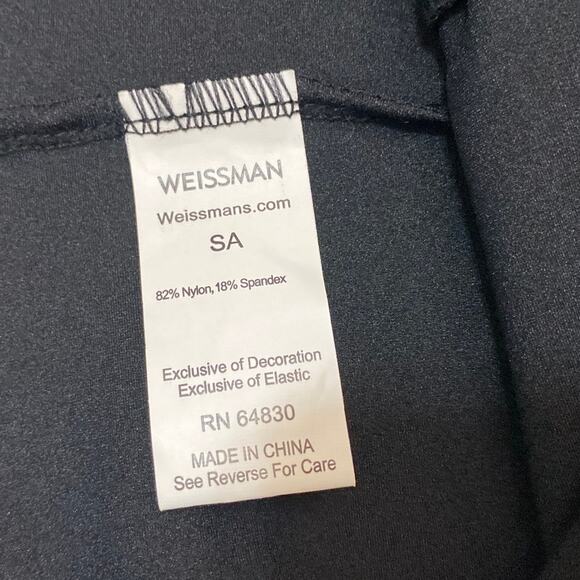 WEISSMAN
Weissmans.com
SA
82% Nylon, 18% Spandex
Exclusive of Decoration
Exclusive of Elastic
RN 64830
MADE IN CHINA
See Reverse For Care